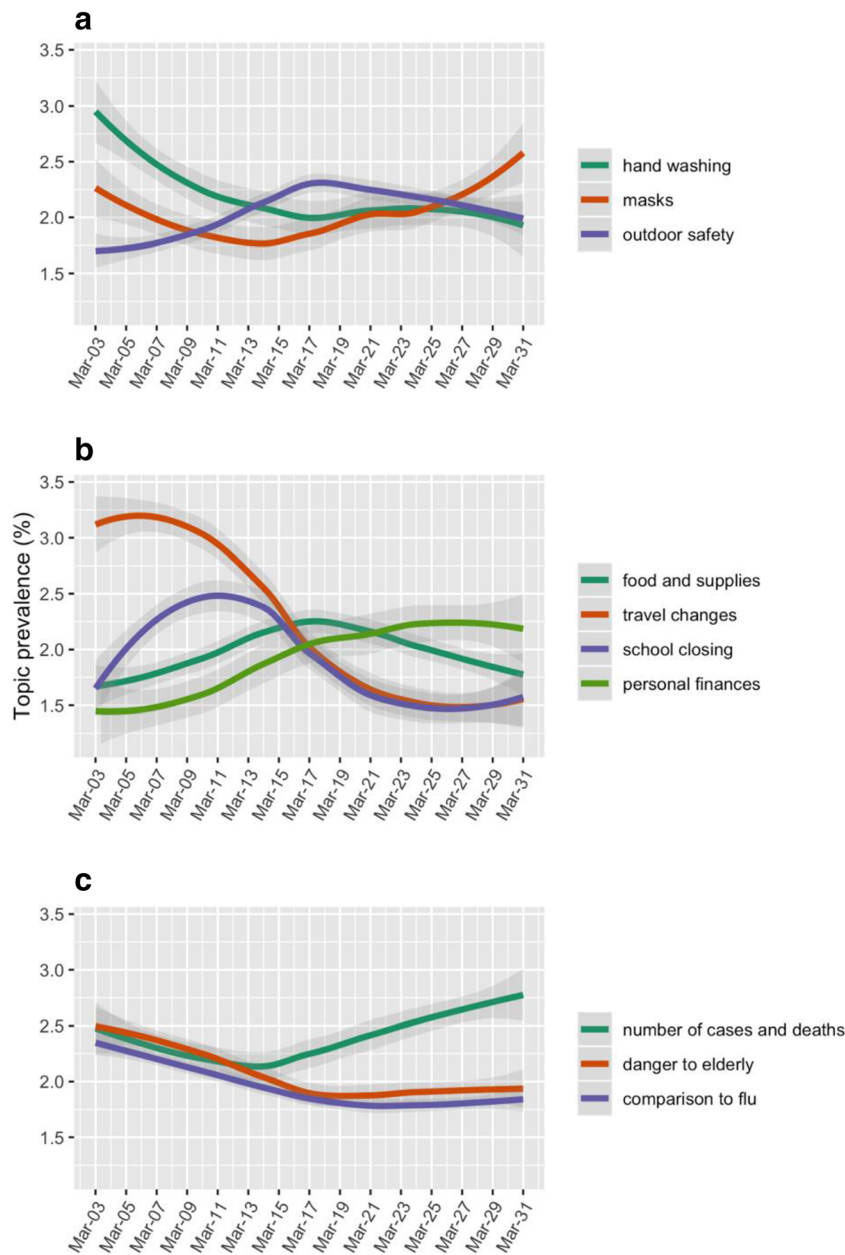 a
3.5
3.0
2.5
2.0
1.5
hand washing
masks
outdoor safety
Mar-03 Mar-05 Mar-07 Mar-09 Mar-11 Mar-13 Mar-15 Mar-17 Mar-19 Mar-21 Mar-23 Mar-25 Mar-27 Mar-29 Mar-31
b
Topic prevalence (%)
3.5
3.0
2.5
2.0
1.5
food and supplies
travel changes
school closing
personal finances
Mar-03 Mar-05 Mar-07 Mar-09 Mar-11 Mar-13 Mar-15 Mar-17 Mar-19 Mar-21 Mar-23 Mar-25 Mar-27 Mar-29 Mar-31
c
3.5
3.0
2.5
2.0
1.5
number of cases and deaths
danger to elderly
comparison to flu
Mar-03 Mar-05 Mar-07 Mar-09 Mar-11 Mar-13 Mar-15 Mar-17 Mar-19 Mar-21 Mar-23 Mar-25 Mar-27 Mar-29 Mar-31